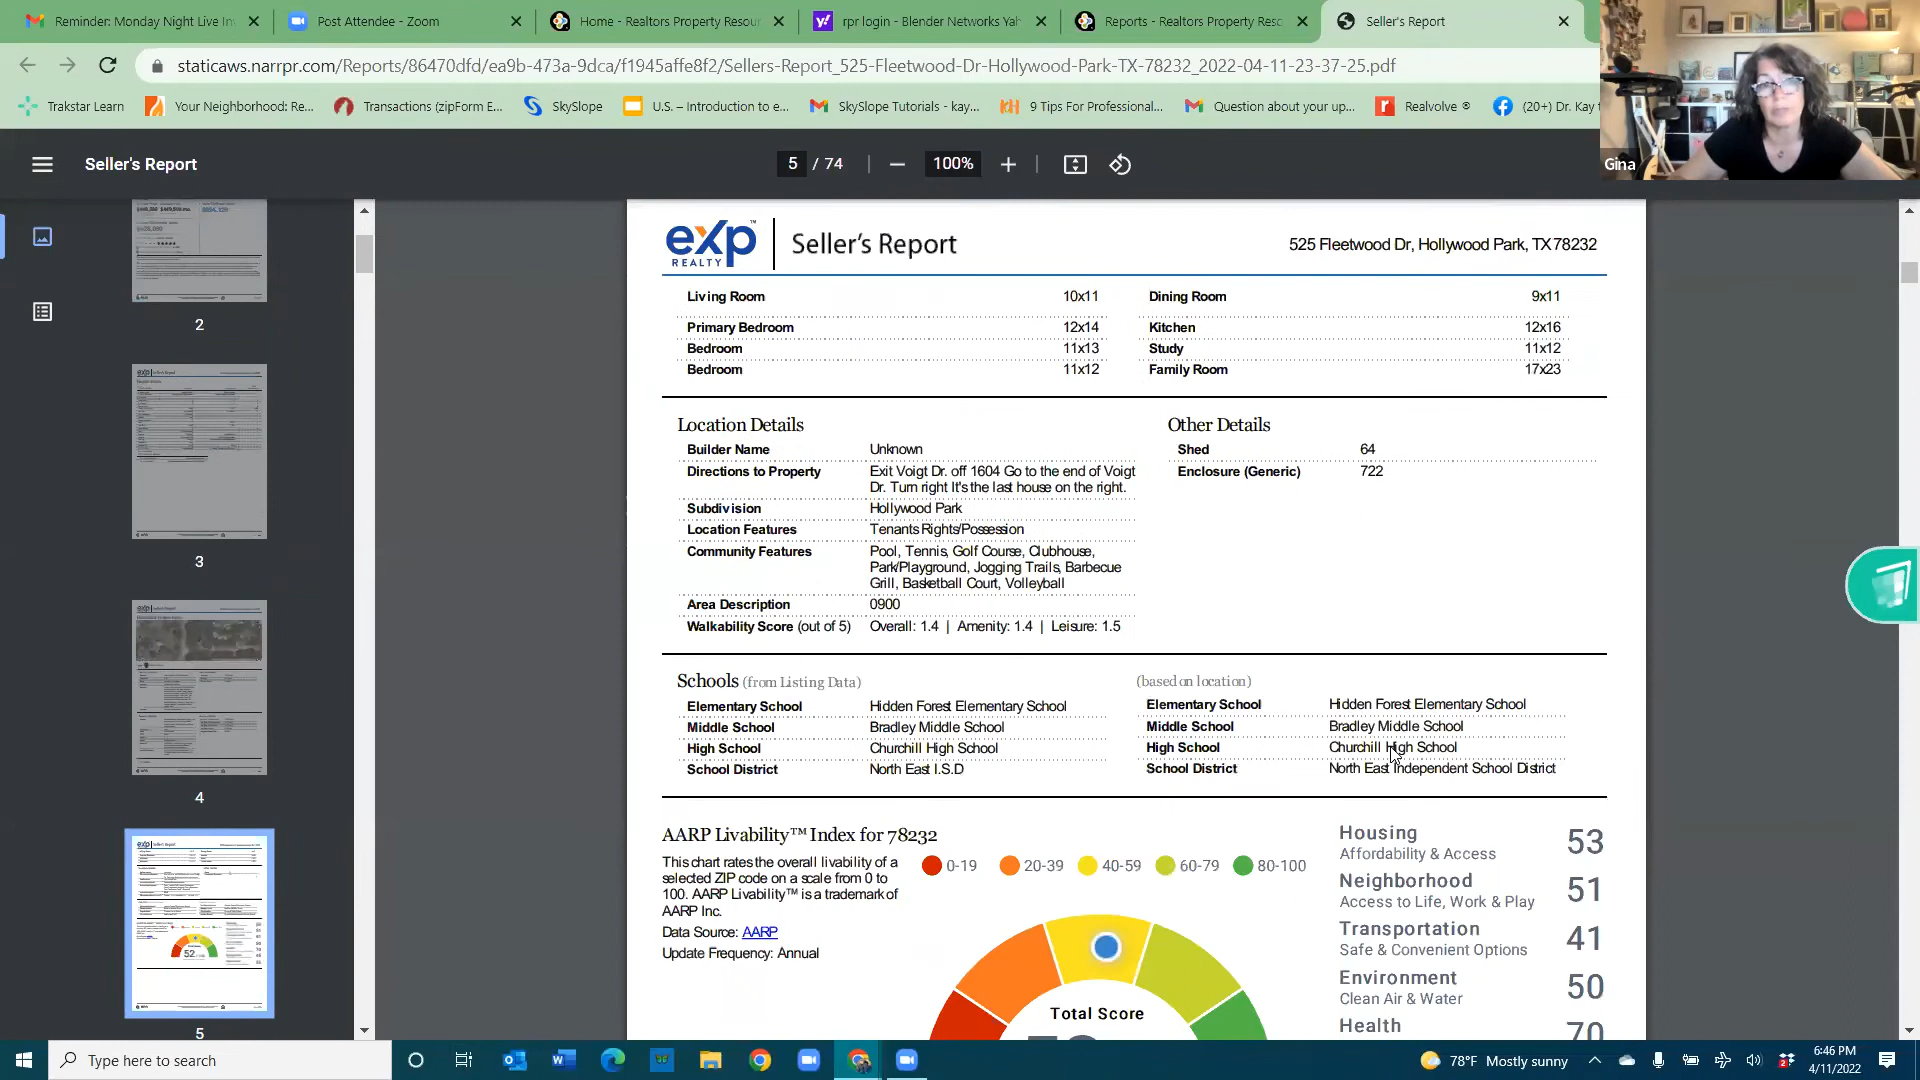 Reminder: Monday Night Live In
Post Attendee - Zoom
Home - Realtors Property Resou
rpr login - Blender Networks Yah
Reports - Realtors Property Resc
Seller's Report
staticaws.narrpr.com/Reports/86470dfd/ea9b-473a-9dca/f1945affe8f2/Sellers-Report_525-Fleetwood-Dr-Hollywood-Park-TX-78232_2022-04-11-23-37-25.pdf
Trakstar Learn
Your Neighborhood: Re...
Transactions (zipForm E...
SkySlope
U.S. – Introduction to e...
SkySlope Tutorials - kay...
9 Tips For Professional...
Question about your up...
Realvolve ®
(20+) Dr. Kay
Gina
Seller's Report
5 / 74
100%
2
3
4
5
eXp
REALTY
Seller's Report
525 Fleetwood Dr, Hollywood Park, TX 78232
Living Room 10x11
Dining Room 9x11
Primary Bedroom 12x14
Kitchen 12x16
Bedroom 11x13
Study 11x12
Bedroom 11x12
Family Room 17x23
Location Details
Builder Name Unknown
Directions to Property Exit Voigt Dr. off 1604 Go to the end of Voigt
Dr. Turn right It's the last house on the right.
Subdivision Hollywood Park
Location Features Tenants Rights/Possession
Community Features Pool, Tennis, Golf Course, Clubhouse,
Park/Playground, Jogging Trails, Barbecue
Grill, Basketball Court, Volleyball
Area Description 0900
Walkability Score (out of 5) Overall: 1.4 | Amenity: 1.4 | Leisure: 1.5
Other Details
Shed 64
Enclosure (Generic) 722
Schools (from Listing Data)
Elementary School Hidden Forest Elementary School
Middle School Bradley Middle School
High School Churchill High School
School District North East I.S.D
(based on location)
Elementary School Hidden Forest Elementary School
Middle School Bradley Middle School
High School Churchill High School
School District North East Independent School District
AARP Livability™ Index for 78232
This chart rates the overall livability of a
selected ZIP code on a scale from 0 to
100. AARP Livability™ is a trademark of
AARP Inc.
Data Source: AARP
Update Frequency: Annual
0-19
20-39
40-59
60-79
80-100
Total Score
Housing 53
Affordability & Access
Neighborhood 51
Access to Life, Work & Play
Transportation 41
Safe & Convenient Options
Environment 50
Clean Air & Water
Health 70
Type here to search
78°F Mostly sunny
6:46 PM
4/11/2022